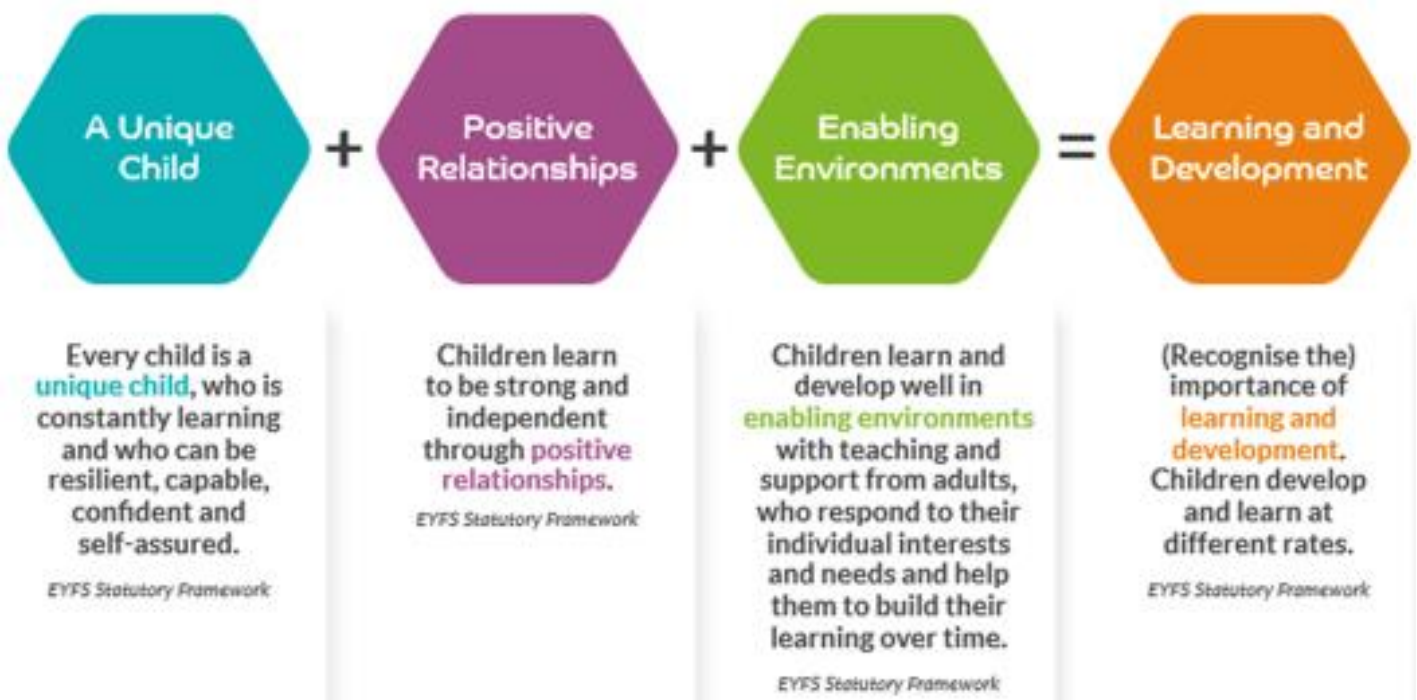 A Unique
Child
+
Positive
Relationships
+
Enabling
Environments
=
Learning and
Development
Every child is a
unique child, who is
constantly learning
and who can be
resilient, capable,
confident and
self-assured.
EYFS Statutory Framework
Children learn
to be strong and
independent
through positive
relationships.
EYFS Statutory Framework
Children learn and
develop well in
enabling environments
with teaching and
support from adults,
who respond to their
individual interests
and needs and help
them to build their
learning over time.
EYFS Statutory Framework
(Recognise the)
importance of
learning and
development.
Children develop
and learn at
different rates.
EYFS Statutory Framework